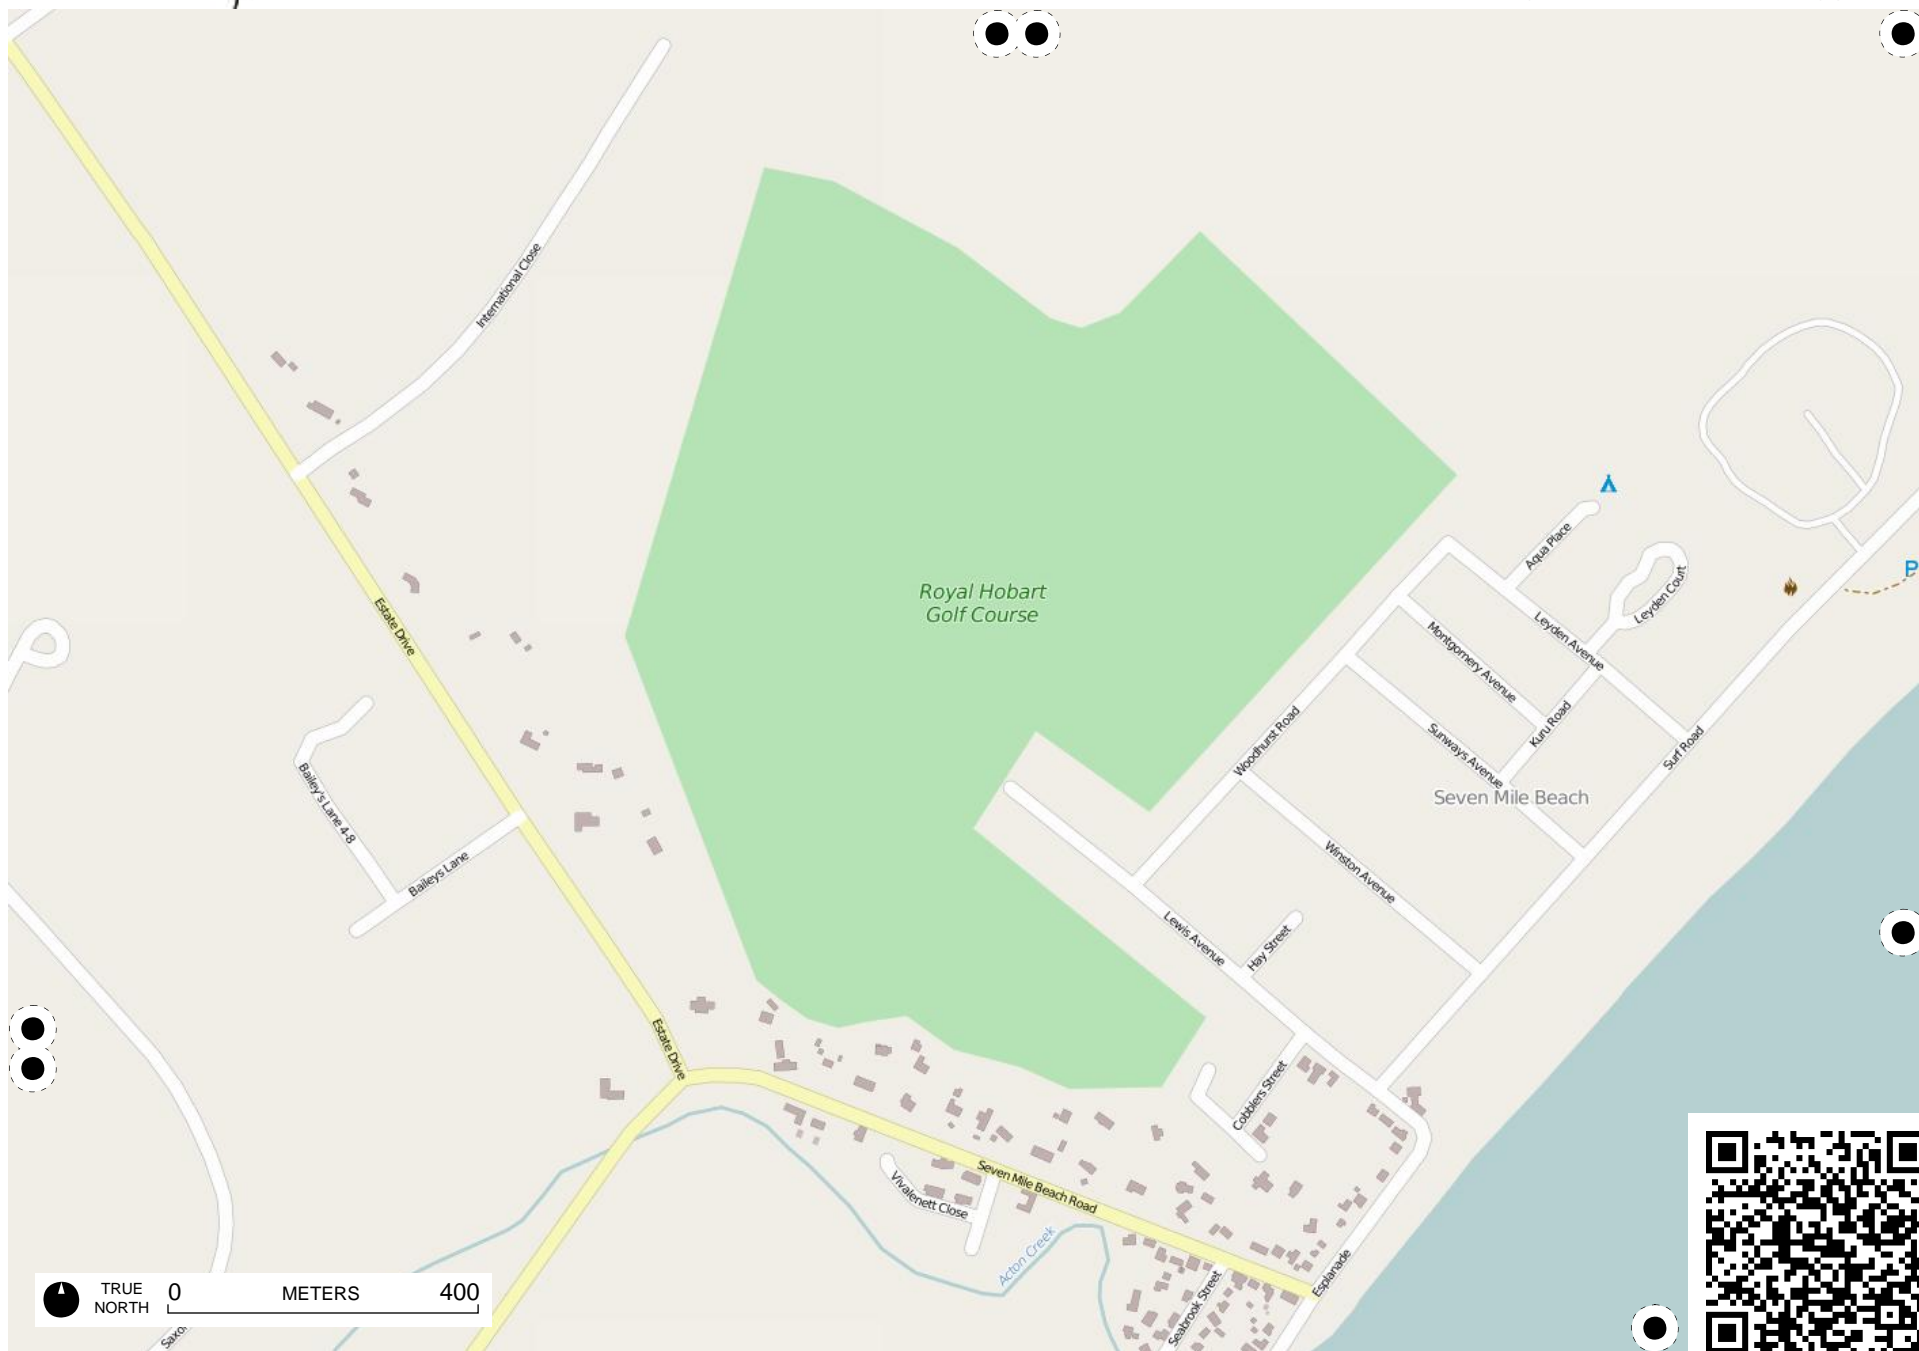 International Close
Estate Drive
Royal Hobart
Golf Course
Aqua Place
Leyden Court
Leyden Avenue
Montgomery Avenue
Kuru Road
Sunways Avenue
Woodhurst Road
Surf Road
Seven Mile Beach
P
Bailey's Lane 4-8
Baileys Lane
Winston Avenue
Lewis Avenue
Hay Street
Estate Drive
Cobblers Street
Seven Mile Beach Road
Vivalenett Close
Acton Creek
Esplanade
Seabrook Street
TRUE
NORTH
0 METERS 400